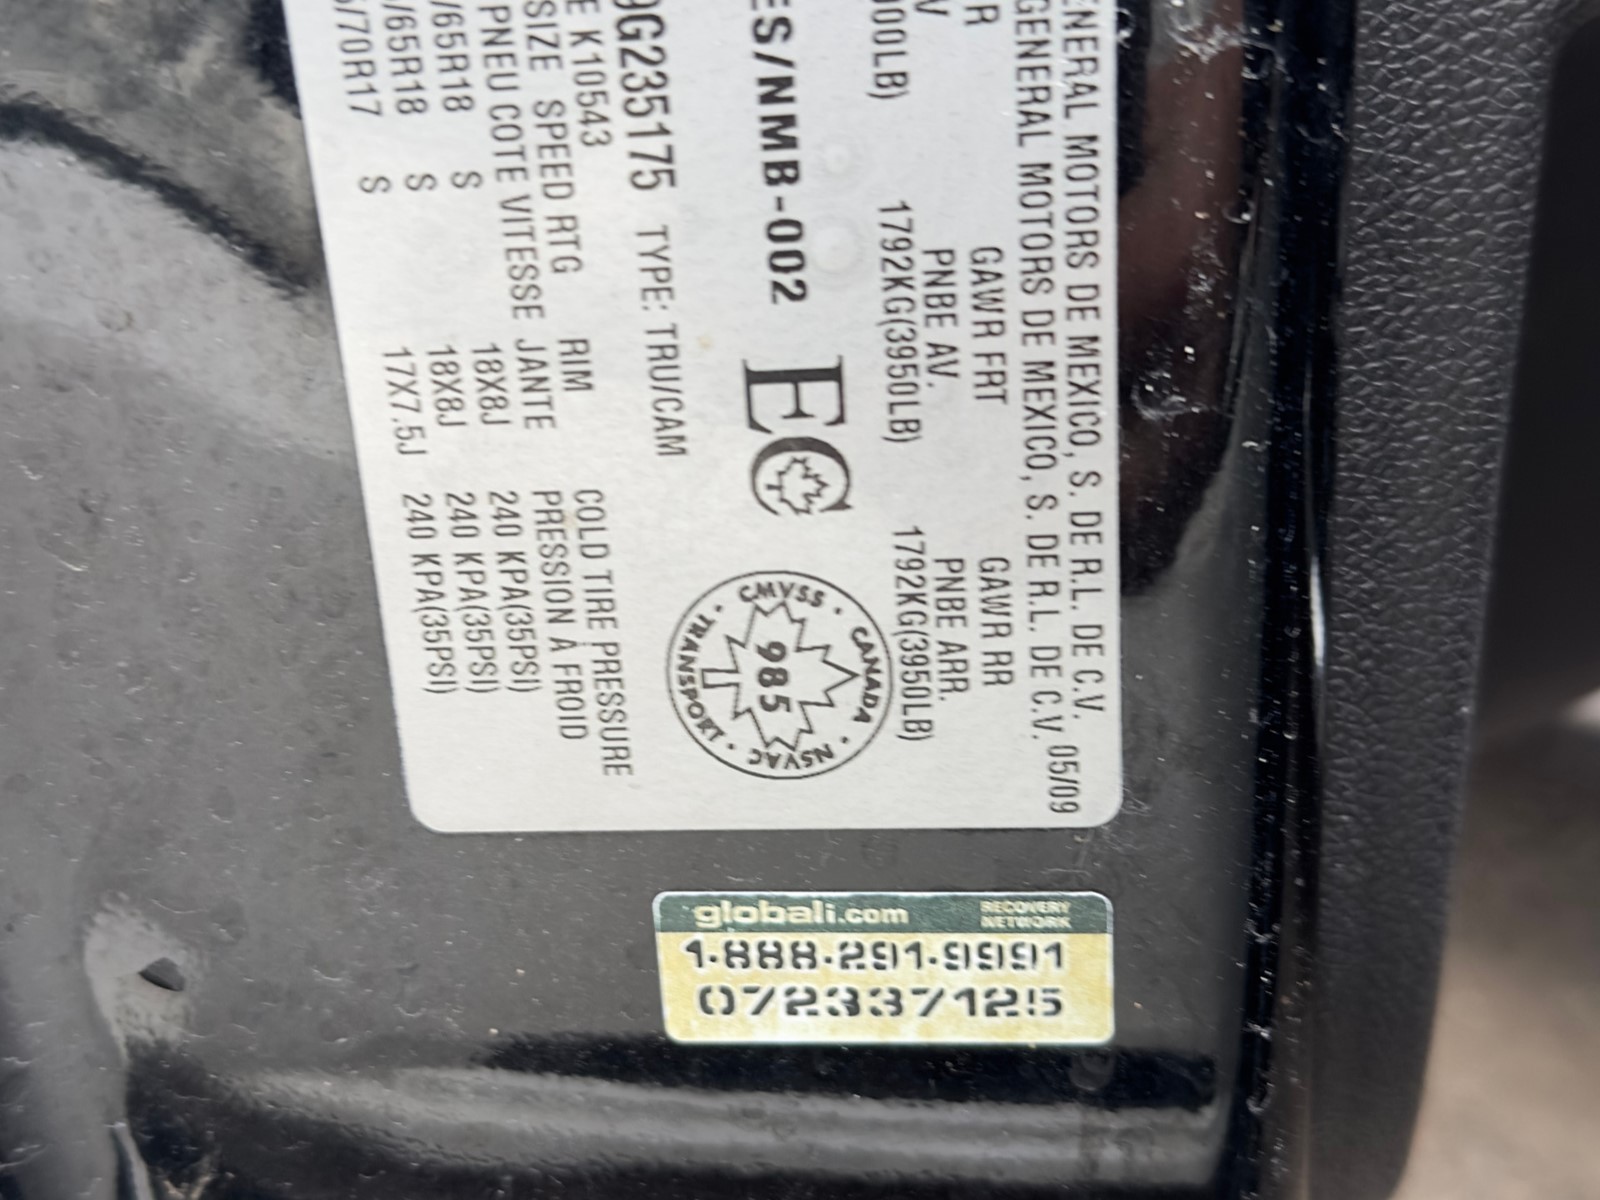 GENERAL MOTORS DE MEXICO, S. DE R.L. DE C.V.
GENERAL MOTORS DE MEXICO, S. DE R.L. DE C.V. 05/09
GAWR FRT GAWR RR
PNBE AV. PNBE ARR.
000LB) 1792KG(3950LB) 1792KG(3950LB)
ES/NMB-002 EC
CMVSS · CANADA · NSVAC · TRANSPORT ·
985
9G235175 TYPE: TRU/CAM
E K10543
SIZE SPEED RTG RIM COLD TIRE PRESSURE
PNEU COTE VITESSE JANTE PRESSION À FROID
/65R18 S 18X8J 240 KPA(35PSI)
/65R18 S 18X8J 240 KPA(35PSI)
/70R17 S 17X7.5J 240 KPA(35PSI)
globali.com RECOVERY NETWORK
1·888·291·9991
072337125